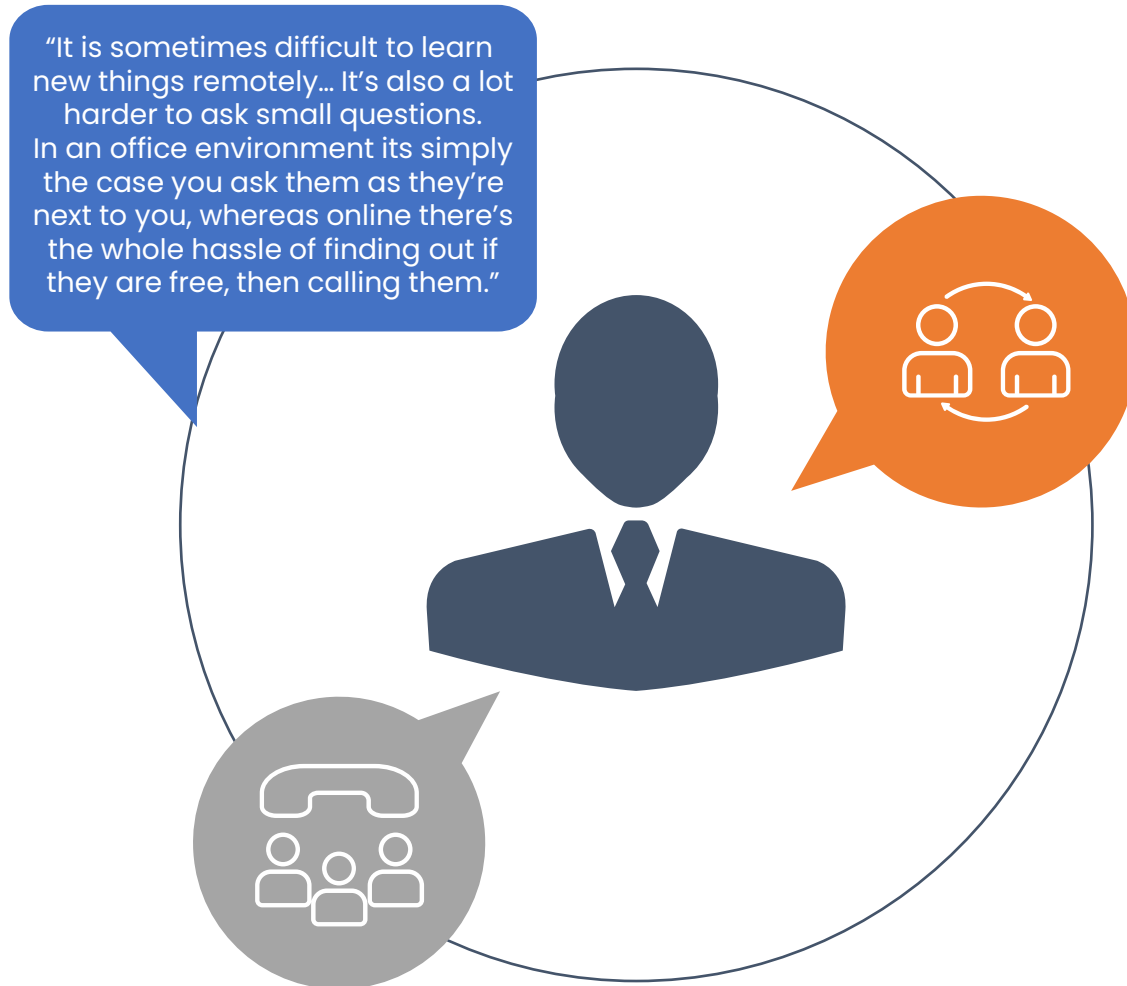 “It is sometimes difficult to learn
new things remotely... It’s also a lot
harder to ask small questions.
In an office environment its simply
the case you ask them as they’re
next to you, whereas online there’s
the whole hassle of finding out if
they are free, then calling them.”